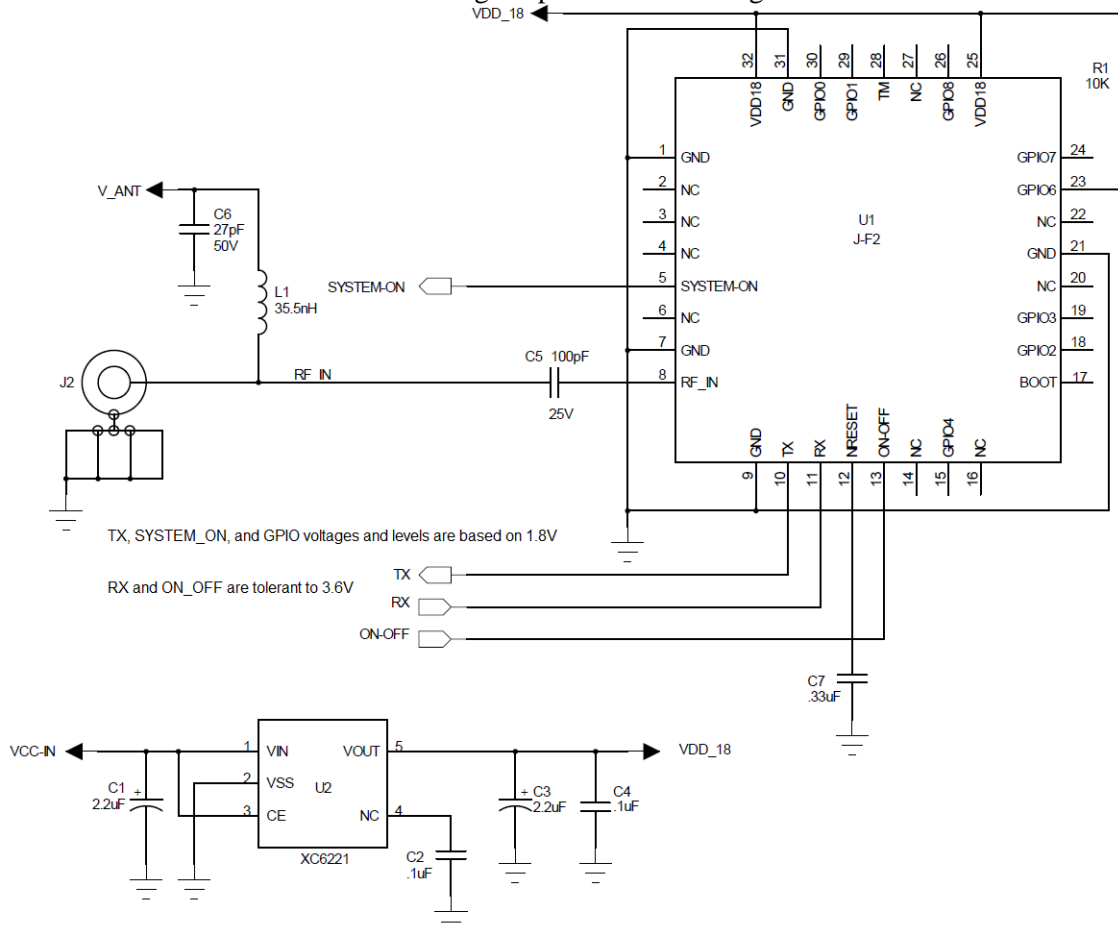 VDD_18
32
31
30
29
28
27
26
25
R1
10K
VDD18
GND
GPIO0
GPIO1
TM
NC
GPIO8
VDD18
1 GND
2 NC
3 NC
4 NC
5 SYSTEM-ON
6 NC
7 GND
8 RF_IN
U1
J-F2
GPIO7 24
GPIO6 23
NC 22
GND 21
NC 20
GPIO3 19
GPIO2 18
BOOT 17
GND
TX
RX
NRESET
ON-OFF
NC
GPIO4
NC
9
10
11
12
13
14
15
16
V_ANT
C6
27pF
50V
L1
35.5nH
SYSTEM-ON
J2
RF_IN
C5 100pF
25V
TX, SYSTEM_ON, and GPIO voltages and levels are based on 1.8V
RX and ON_OFF are tolerant to 3.6V
TX
RX
ON-OFF
C7
.33uF
VCC-IN
C1
+
2.2uF
1 VIN
2 VSS
3 CE
U2
VOUT 5
NC 4
XC6221
C2
.1uF
+ C3
2.2uF
C4
.1uF
VDD_18